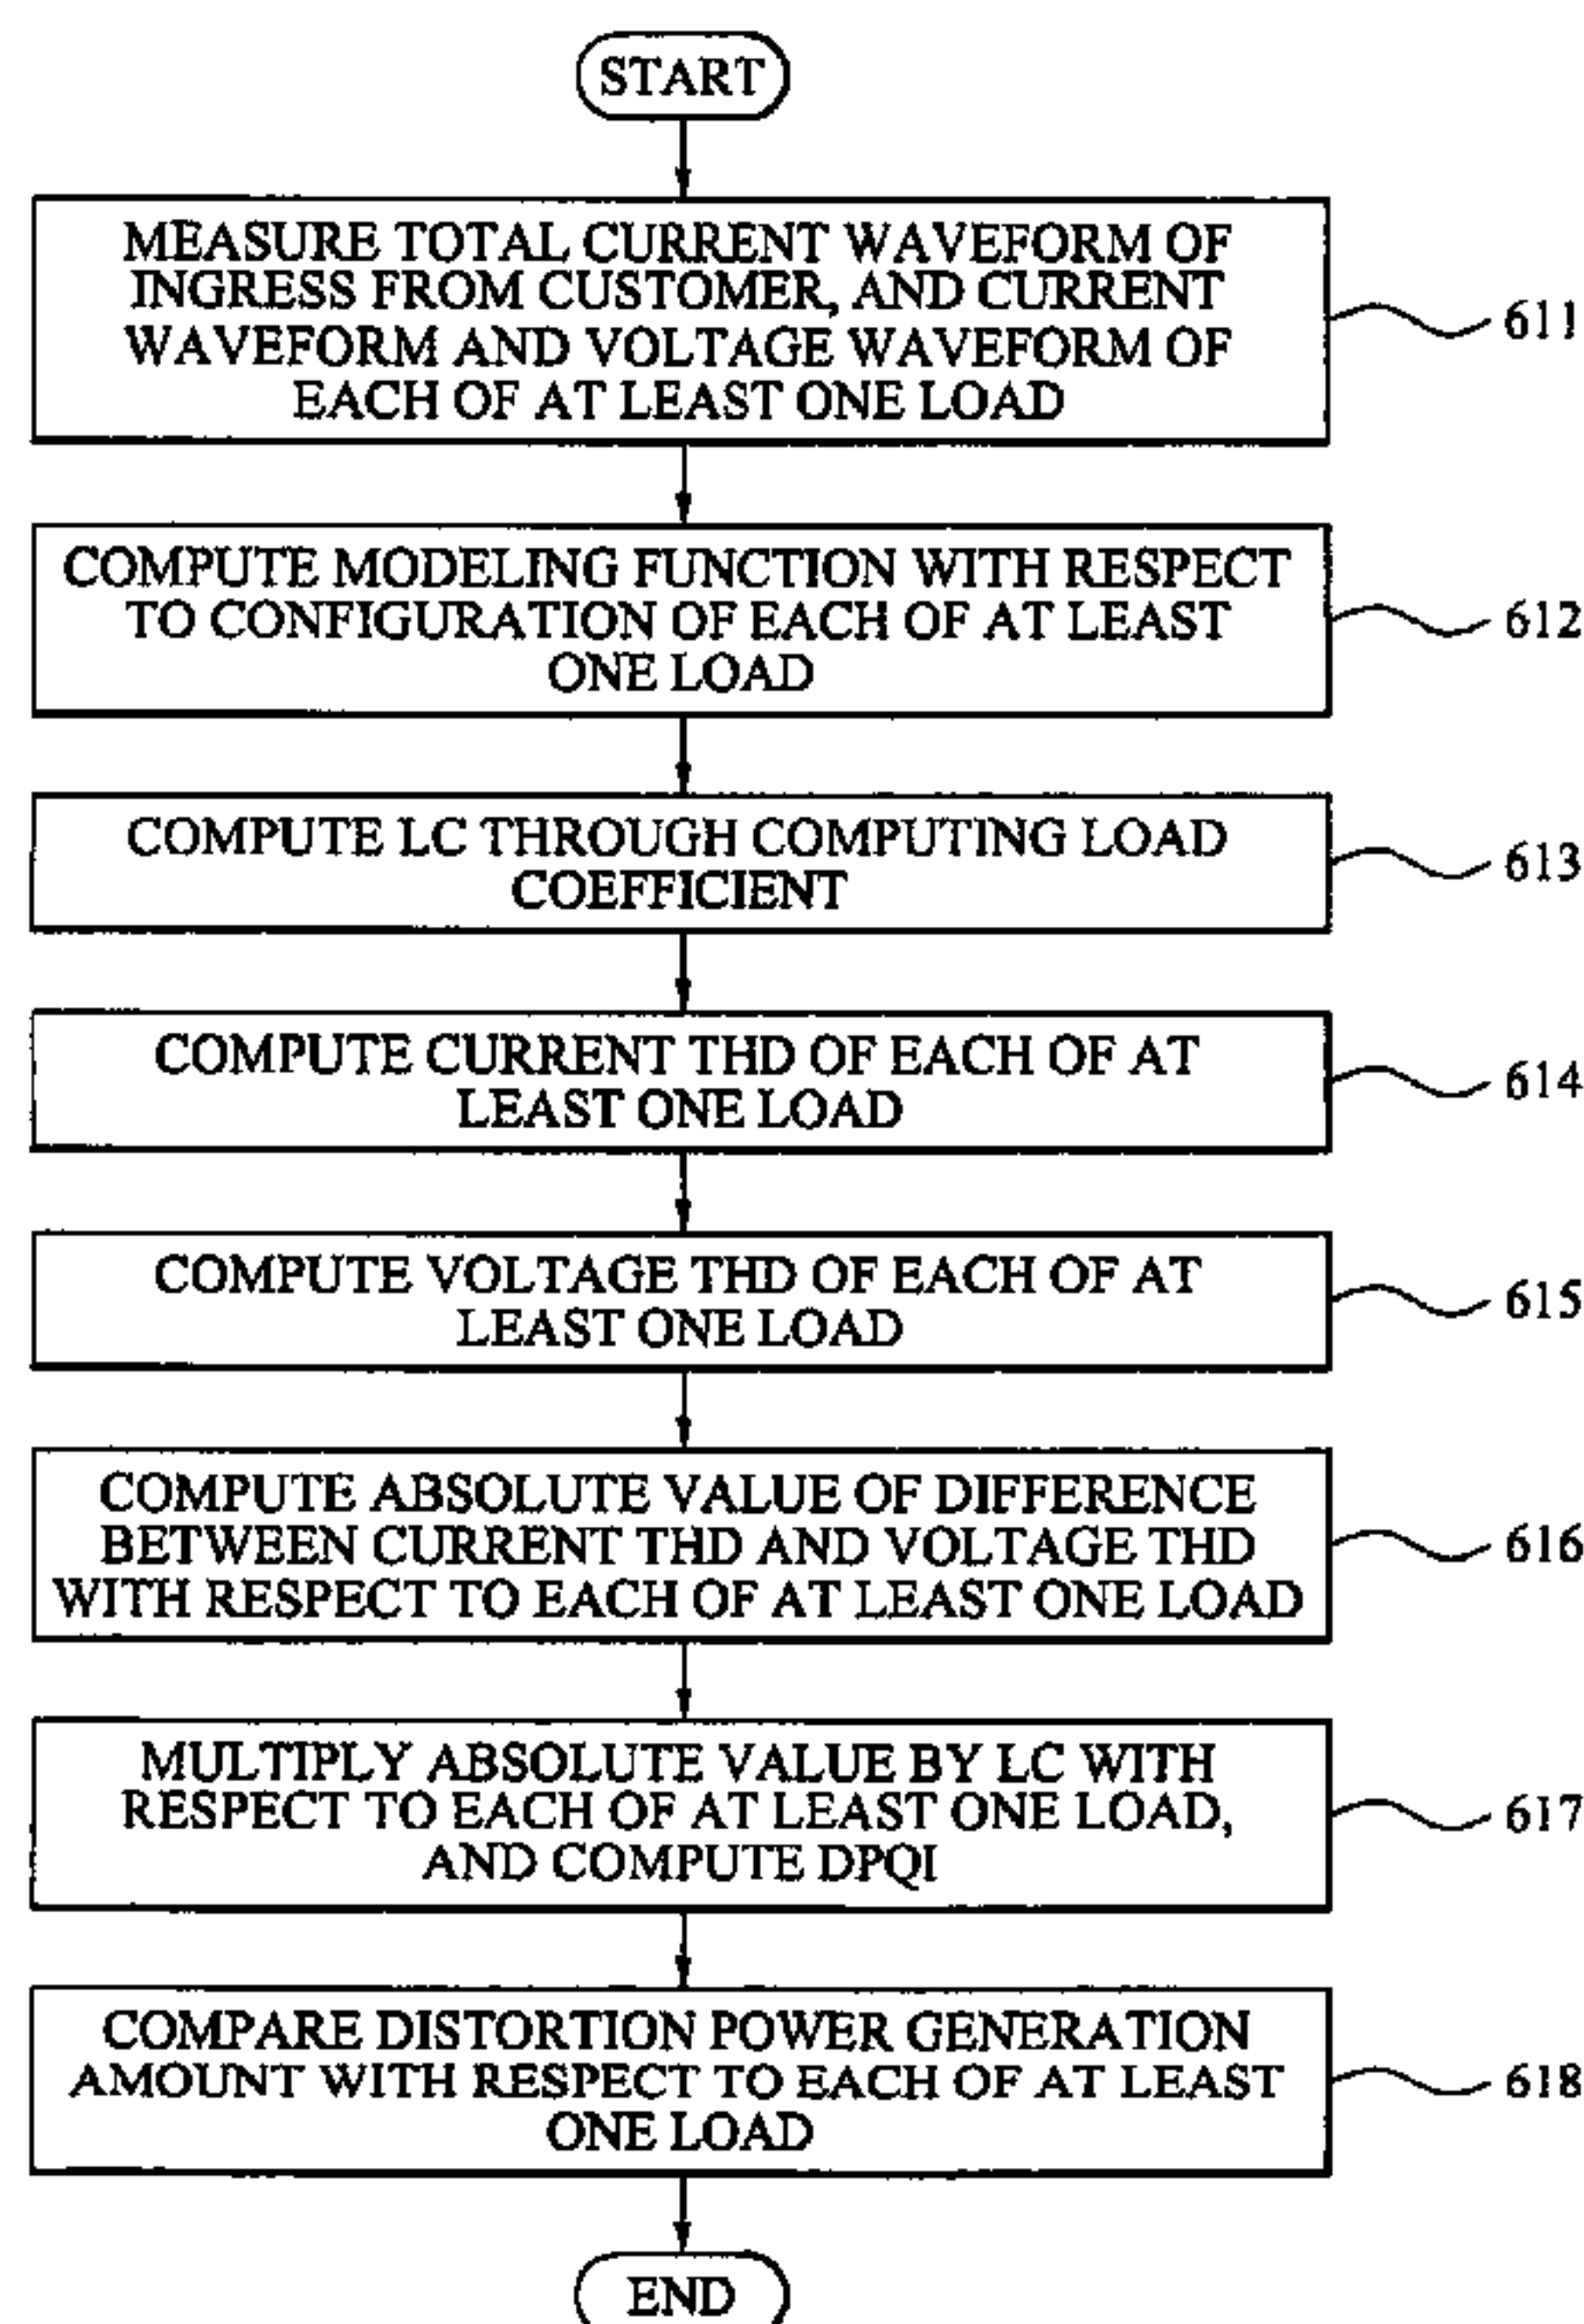 START
MEASURE TOTAL CURRENT WAVEFORM OF
INGRESS FROM CUSTOMER, AND CURRENT
WAVEFORM AND VOLTAGE WAVEFORM OF
EACH OF AT LEAST ONE LOAD
611
COMPUTE MODELING FUNCTION WITH RESPECT
TO CONFIGURATION OF EACH OF AT LEAST
ONE LOAD
612
COMPUTE LC THROUGH COMPUTING LOAD
COEFFICIENT
613
COMPUTE CURRENT THD OF EACH OF AT
LEAST ONE LOAD
614
COMPUTE VOLTAGE THD OF EACH OF AT
LEAST ONE LOAD
615
COMPUTE ABSOLUTE VALUE OF DIFFERENCE
BETWEEN CURRENT THD AND VOLTAGE THD
WITH RESPECT TO EACH OF AT LEAST ONE LOAD
616
MULTIPLY ABSOLUTE VALUE BY LC WITH
RESPECT TO EACH OF AT LEAST ONE LOAD,
AND COMPUTE DPQI
617
COMPARE DISTORTION POWER GENERATION
AMOUNT WITH RESPECT TO EACH OF AT LEAST
ONE LOAD
618
END